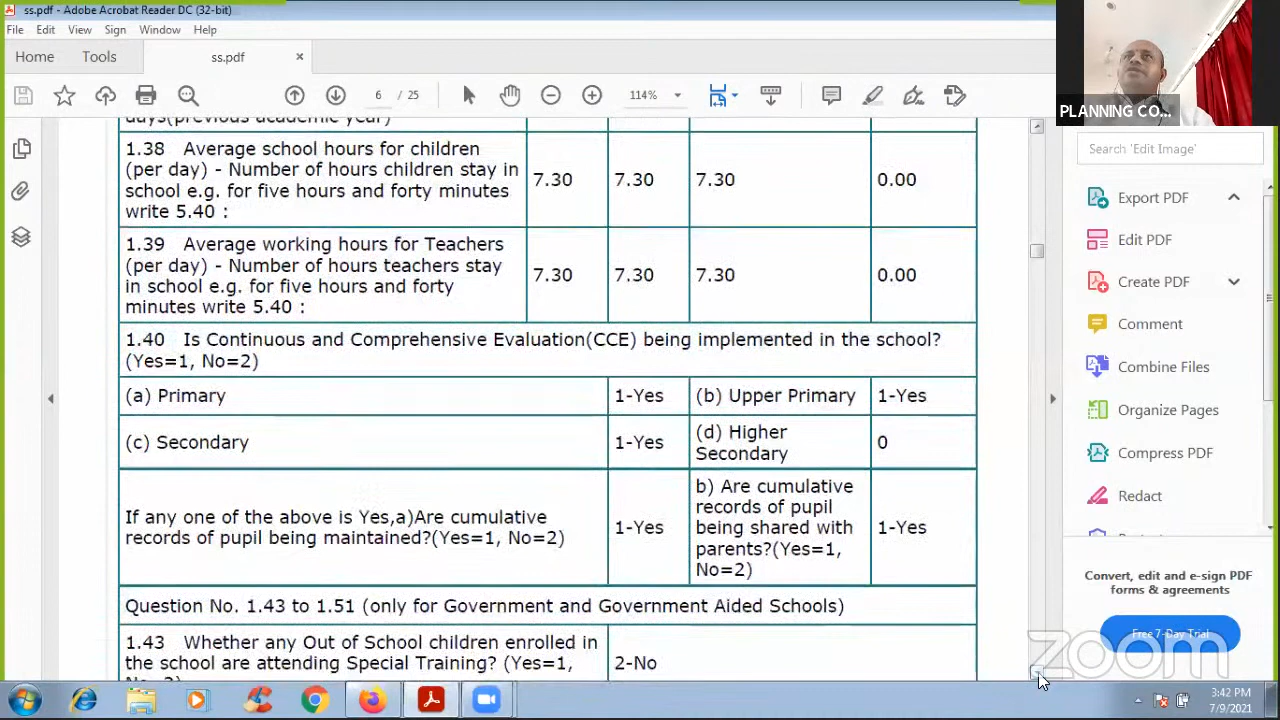 ss.pdf - Adobe Acrobat Reader DC (32-bit)
File Edit View Sign Window Help
Home Tools ss.pdf ×
6 / 25 114%
PLANNING CO...
days(previous academic year)
1.38 Average school hours for children
(per day) - Number of hours children stay in
school e.g. for five hours and forty minutes
write 5.40 :
7.30 7.30 7.30 0.00
1.39 Average working hours for Teachers
(per day) - Number of hours teachers stay
in school e.g. for five hours and forty
minutes write 5.40 :
7.30 7.30 7.30 0.00
1.40 Is Continuous and Comprehensive Evaluation(CCE) being implemented in the school?
(Yes=1, No=2)
(a) Primary 1-Yes (b) Upper Primary 1-Yes
(c) Secondary 1-Yes (d) Higher
Secondary 0
If any one of the above is Yes,a)Are cumulative
records of pupil being maintained?(Yes=1, No=2)
1-Yes
b) Are cumulative
records of pupil
being shared with
parents?(Yes=1,
No=2)
1-Yes
Question No. 1.43 to 1.51 (only for Government and Government Aided Schools)
1.43 Whether any Out of School children enrolled in
the school are attending Special Training? (Yes=1,
2-No
Search 'Edit Image'
Export PDF
Edit PDF
Create PDF
Comment
Combine Files
Organize Pages
Compress PDF
Redact
Convert, edit and e-sign PDF
forms & agreements
Free 7-Day Trial
zoom
3:42 PM
7/9/2021